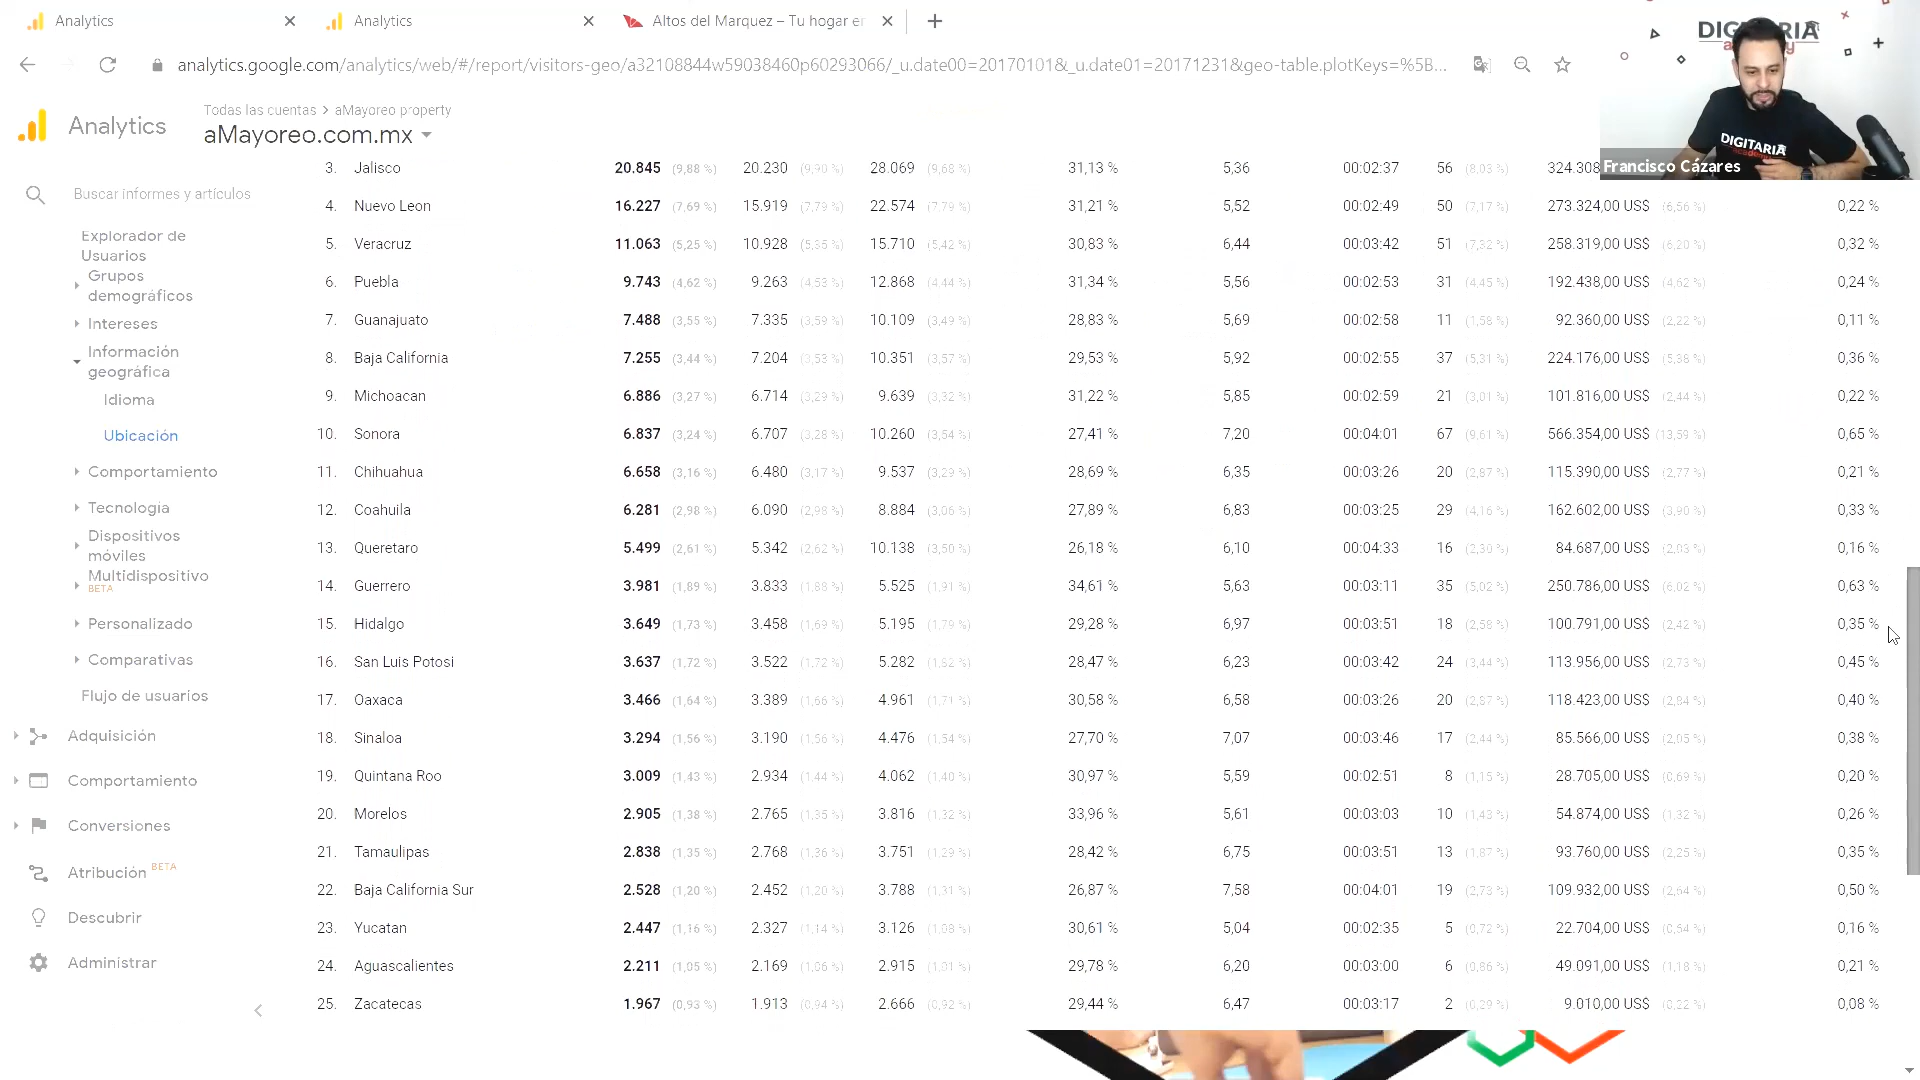 Analytics
Analytics
Altos del Marquez – Tu hogar er
analytics.google.com/analytics/web/#/report/visitors-geo/a32108844w59038460p60293066/_u.date00=20170101&_u.date01=20171231&geo-table.plotKeys=%5B...
DIGITARIA
Analytics
Todas las cuentas > aMayoreo property
aMayoreo.com.mx
DIGITARIA
academy
Francisco Cázares
Buscar informes y artículos
Explorador de
Usuarios
Grupos
demográficos
Intereses
Información
geográfica
Idioma
Ubicación
Comportamiento
Tecnología
Dispositivos
móviles
Multidispositivo
BETA
Personalizado
Comparativas
Flujo de usuarios
Adquisición
Comportamiento
Conversiones
Atribución BETA
Descubrir
Administrar
3. Jalisco 20.845 (9,88 %) 20.230 (9,90 %) 28.069 (9,68 %) 31,13 % 5,36 00:02:37 56 (8,03 %) 324.308
4. Nuevo Leon 16.227 (7,69 %) 15.919 (7,79 %) 22.574 (7,79 %) 31,21 % 5,52 00:02:49 50 (7,17 %) 273.324,00 US$ (6,56 %) 0,22 %
5. Veracruz 11.063 (5,25 %) 10.928 (5,35 %) 15.710 (5,42 %) 30,83 % 6,44 00:03:42 51 (7,32 %) 258.319,00 US$ (6,20 %) 0,32 %
6. Puebla 9.743 (4,62 %) 9.263 (4,53 %) 12.868 (4,44 %) 31,34 % 5,56 00:02:53 31 (4,45 %) 192.438,00 US$ (4,62 %) 0,24 %
7. Guanajuato 7.488 (3,55 %) 7.335 (3,59 %) 10.109 (3,49 %) 28,83 % 5,69 00:02:58 11 (1,58 %) 92.360,00 US$ (2,22 %) 0,11 %
8. Baja California 7.255 (3,44 %) 7.204 (3,53 %) 10.351 (3,57 %) 29,53 % 5,92 00:02:55 37 (5,31 %) 224.176,00 US$ (5,38 %) 0,36 %
9. Michoacan 6.886 (3,27 %) 6.714 (3,29 %) 9.639 (3,32 %) 31,22 % 5,85 00:02:59 21 (3,01 %) 101.816,00 US$ (2,44 %) 0,22 %
10. Sonora 6.837 (3,24 %) 6.707 (3,28 %) 10.260 (3,54 %) 27,41 % 7,20 00:04:01 67 (9,61 %) 566.354,00 US$ (13,59 %) 0,65 %
11. Chihuahua 6.658 (3,16 %) 6.480 (3,17 %) 9.537 (3,29 %) 28,69 % 6,35 00:03:26 20 (2,87 %) 115.390,00 US$ (2,77 %) 0,21 %
12. Coahuila 6.281 (2,98 %) 6.090 (2,98 %) 8.884 (3,06 %) 27,89 % 6,83 00:03:25 29 (4,16 %) 162.602,00 US$ (3,90 %) 0,33 %
13. Queretaro 5.499 (2,61 %) 5.342 (2,62 %) 10.138 (3,50 %) 26,18 % 6,10 00:04:33 16 (2,30 %) 84.687,00 US$ (2,03 %) 0,16 %
14. Guerrero 3.981 (1,89 %) 3.833 (1,88 %) 5.525 (1,91 %) 34,61 % 5,63 00:03:11 35 (5,02 %) 250.786,00 US$ (6,02 %) 0,63 %
15. Hidalgo 3.649 (1,73 %) 3.458 (1,69 %) 5.195 (1,79 %) 29,28 % 6,97 00:03:51 18 (2,58 %) 100.791,00 US$ (2,42 %) 0,35 %
16. San Luis Potosi 3.637 (1,72 %) 3.522 (1,72 %) 5.282 (1,82 %) 28,47 % 6,23 00:03:42 24 (3,44 %) 113.956,00 US$ (2,73 %) 0,45 %
17. Oaxaca 3.466 (1,64 %) 3.389 (1,66 %) 4.961 (1,71 %) 30,58 % 6,58 00:03:26 20 (2,87 %) 118.423,00 US$ (2,84 %) 0,40 %
18. Sinaloa 3.294 (1,56 %) 3.190 (1,56 %) 4.476 (1,54 %) 27,70 % 7,07 00:03:46 17 (2,44 %) 85.566,00 US$ (2,05 %) 0,38 %
19. Quintana Roo 3.009 (1,43 %) 2.934 (1,44 %) 4.062 (1,40 %) 30,97 % 5,59 00:02:51 8 (1,15 %) 28.705,00 US$ (0,69 %) 0,20 %
20. Morelos 2.905 (1,38 %) 2.765 (1,35 %) 3.816 (1,32 %) 33,96 % 5,61 00:03:03 10 (1,43 %) 54.874,00 US$ (1,32 %) 0,26 %
21. Tamaulipas 2.838 (1,35 %) 2.768 (1,36 %) 3.751 (1,29 %) 28,42 % 6,75 00:03:51 13 (1,87 %) 93.760,00 US$ (2,25 %) 0,35 %
22. Baja California Sur 2.528 (1,20 %) 2.452 (1,20 %) 3.788 (1,31 %) 26,87 % 7,58 00:04:01 19 (2,73 %) 109.932,00 US$ (2,64 %) 0,50 %
23. Yucatan 2.447 (1,16 %) 2.327 (1,14 %) 3.126 (1,08 %) 30,61 % 5,04 00:02:35 5 (0,72 %) 22.704,00 US$ (0,54 %) 0,16 %
24. Aguascalientes 2.211 (1,05 %) 2.169 (1,06 %) 2.915 (1,01 %) 29,78 % 6,20 00:03:00 6 (0,86 %) 49.091,00 US$ (1,18 %) 0,21 %
25. Zacatecas 1.967 (0,93 %) 1.913 (0,94 %) 2.666 (0,92 %) 29,44 % 6,47 00:03:17 2 (0,29 %) 9.010,00 US$ (0,22 %) 0,08 %